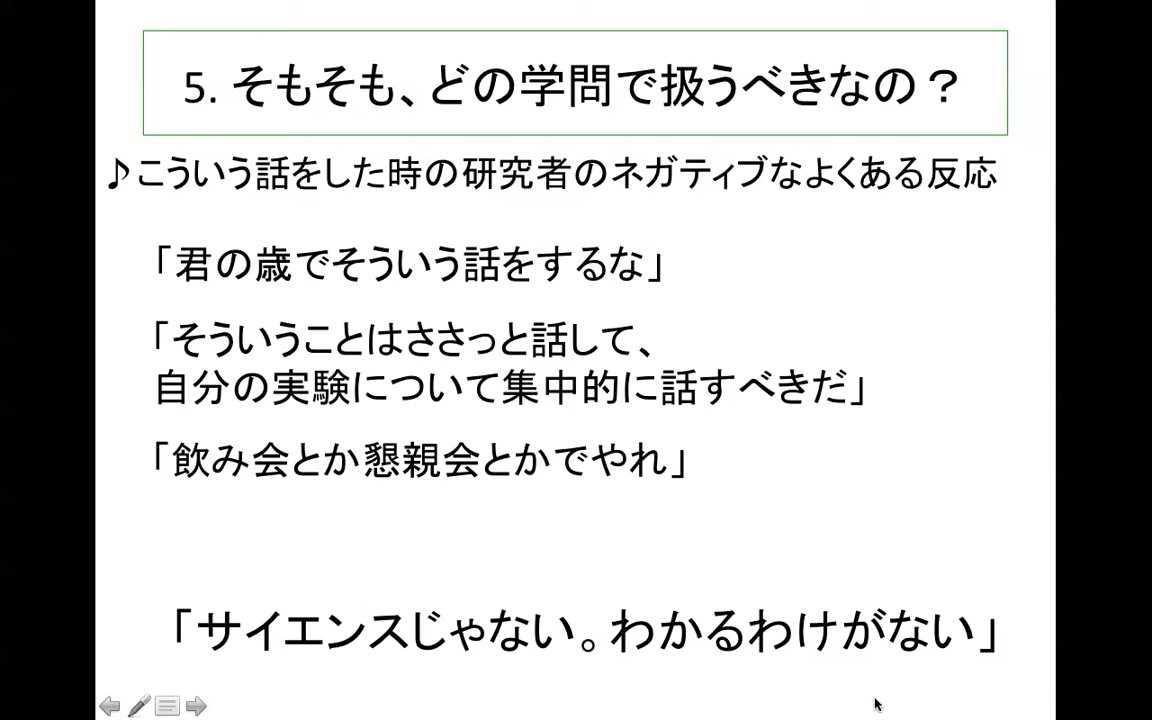 5. そもそも、どの学問で扱うべきなの？
♪こういう話をした時の研究者のネガティブなよくある反応
「君の歳でそういう話をするな」
「そういうことはささっと話して、
自分の実験について集中的に話すべきだ」
「飲み会とか懇親会とかでやれ」
「サイエンスじゃない。わかるわけがない」